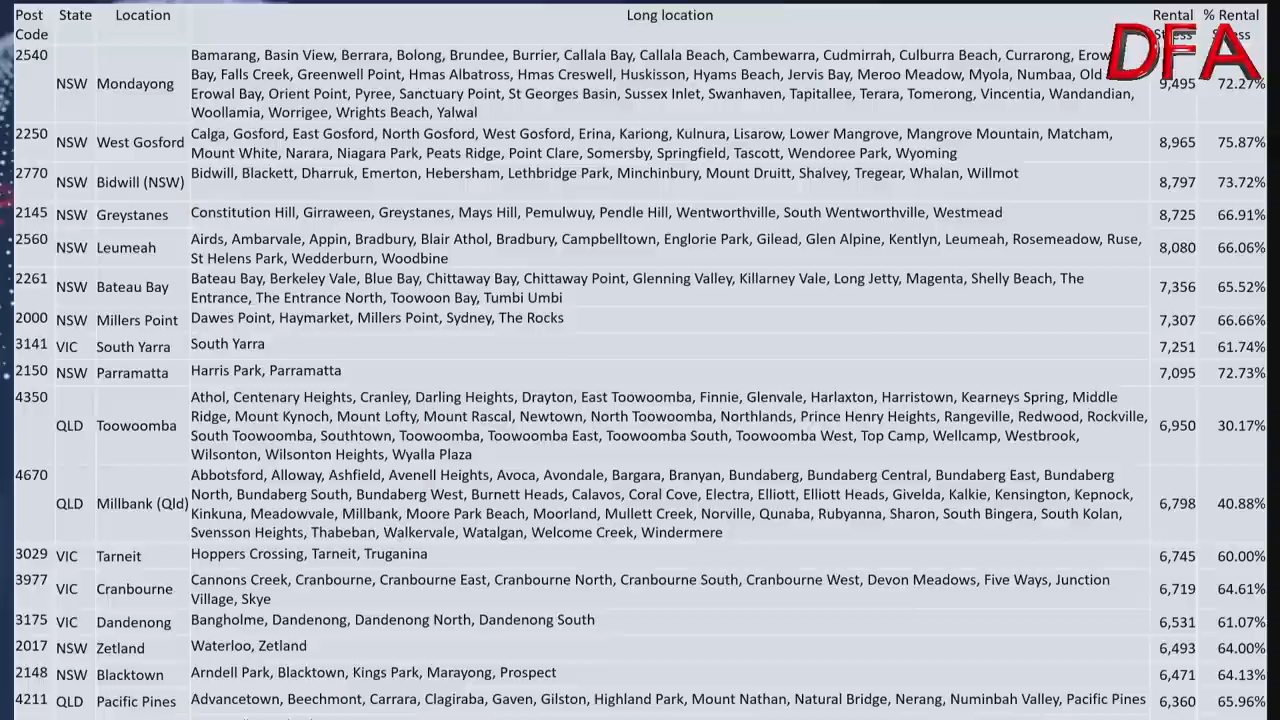 Post State Location Long location Rental % Rental
Code
DFA
2540 NSW Mondayong Bamarang, Basin View, Berrara, Bolong, Brundee, Burrier, Callala Bay, Callala Beach, Cambewarra, Cudmirrah, Culburra Beach, Currarong,
Bay, Falls Creek, Greenwell Point, Hmas Albatross, Hmas Creswell, Huskisson, Hyams Beach, Jervis Bay, Meroo Meadow, Myola, Numbaa, Old
Erowal Bay, Orient Point, Pyree, Sanctuary Point, St Georges Basin, Sussex Inlet, Swanhaven, Tapitallee, Terara, Tomerong, Vincentia, Wandandian,
Woollamia, Worrigee, Wrights Beach, Yalwal 9,495 72.27%
2250 NSW West Gosford Calga, Gosford, East Gosford, North Gosford, West Gosford, Erina, Kariong, Kulnura, Lisarow, Lower Mangrove, Mangrove Mountain, Matcham,
Mount White, Narara, Niagara Park, Peats Ridge, Point Clare, Somersby, Springfield, Tascott, Wendoree Park, Wyoming 8,965 75.87%
2770 NSW Bidwill (NSW) Bidwill, Blackett, Dharruk, Emerton, Hebersham, Lethbridge Park, Minchinbury, Mount Druitt, Shalvey, Tregear, Whalan, Willmot 8,797 73.72%
2145 NSW Greystanes Constitution Hill, Girraween, Greystanes, Mays Hill, Pemulwuy, Pendle Hill, Wentworthville, South Wentworthville, Westmead 8,725 66.91%
2560 NSW Leumeah Airds, Ambarvale, Appin, Bradbury, Blair Athol, Bradbury, Campbelltown, Englorie Park, Gilead, Glen Alpine, Kentlyn, Leumeah, Rosemeadow, Ruse,
St Helens Park, Wedderburn, Woodbine 8,080 66.06%
2261 NSW Bateau Bay Bateau Bay, Berkeley Vale, Blue Bay, Chittaway Bay, Chittaway Point, Glenning Valley, Killarney Vale, Long Jetty, Magenta, Shelly Beach, The
Entrance, The Entrance North, Toowoon Bay, Tumbi Umbi 7,356 65.52%
2000 NSW Millers Point Dawes Point, Haymarket, Millers Point, Sydney, The Rocks 7,307 66.66%
3141 VIC South Yarra South Yarra 7,251 61.74%
2150 NSW Parramatta Harris Park, Parramatta 7,095 72.73%
4350 QLD Toowoomba Athol, Centenary Heights, Cranley, Darling Heights, Drayton, East Toowoomba, Finnie, Glenvale, Harlaxton, Harristown, Kearneys Spring, Middle
Ridge, Mount Kynoch, Mount Lofty, Mount Rascal, Newtown, North Toowoomba, Northlands, Prince Henry Heights, Rangeville, Redwood, Rockville,
South Toowoomba, Southtown, Toowoomba, Toowoomba East, Toowoomba South, Toowoomba West, Top Camp, Wellcamp, Westbrook,
Wilsonton, Wilsonton Heights, Wyalla Plaza 6,950 30.17%
4670 QLD Millbank (Qld) Abbotsford, Alloway, Ashfield, Avenell Heights, Avoca, Avondale, Bargara, Branyan, Bundaberg, Bundaberg Central, Bundaberg East, Bundaberg
North, Bundaberg South, Bundaberg West, Burnett Heads, Calavos, Coral Cove, Electra, Elliott, Elliott Heads, Givelda, Kalkie, Kensington, Kepnock,
Kinkuna, Meadowvale, Millbank, Moore Park Beach, Moorland, Mullett Creek, Norville, Qunaba, Rubyanna, Sharon, South Bingera, South Kolan,
Svensson Heights, Thabeban, Walkervale, Watalgan, Welcome Creek, Windermere 6,798 40.88%
3029 VIC Tarneit Hoppers Crossing, Tarneit, Truganina 6,745 60.00%
3977 VIC Cranbourne Cannons Creek, Cranbourne, Cranbourne East, Cranbourne North, Cranbourne South, Cranbourne West, Devon Meadows, Five Ways, Junction
Village, Skye 6,719 64.61%
3175 VIC Dandenong Bangholme, Dandenong, Dandenong North, Dandenong South 6,531 61.07%
2017 NSW Zetland Waterloo, Zetland 6,493 64.00%
2148 NSW Blacktown Arndell Park, Blacktown, Kings Park, Marayong, Prospect 6,471 64.13%
4211 QLD Pacific Pines Advancetown, Beechmont, Carrara, Clagiraba, Gaven, Gilston, Highland Park, Mount Nathan, Natural Bridge, Nerang, Numinbah Valley, Pacific Pines 6,360 65.96%